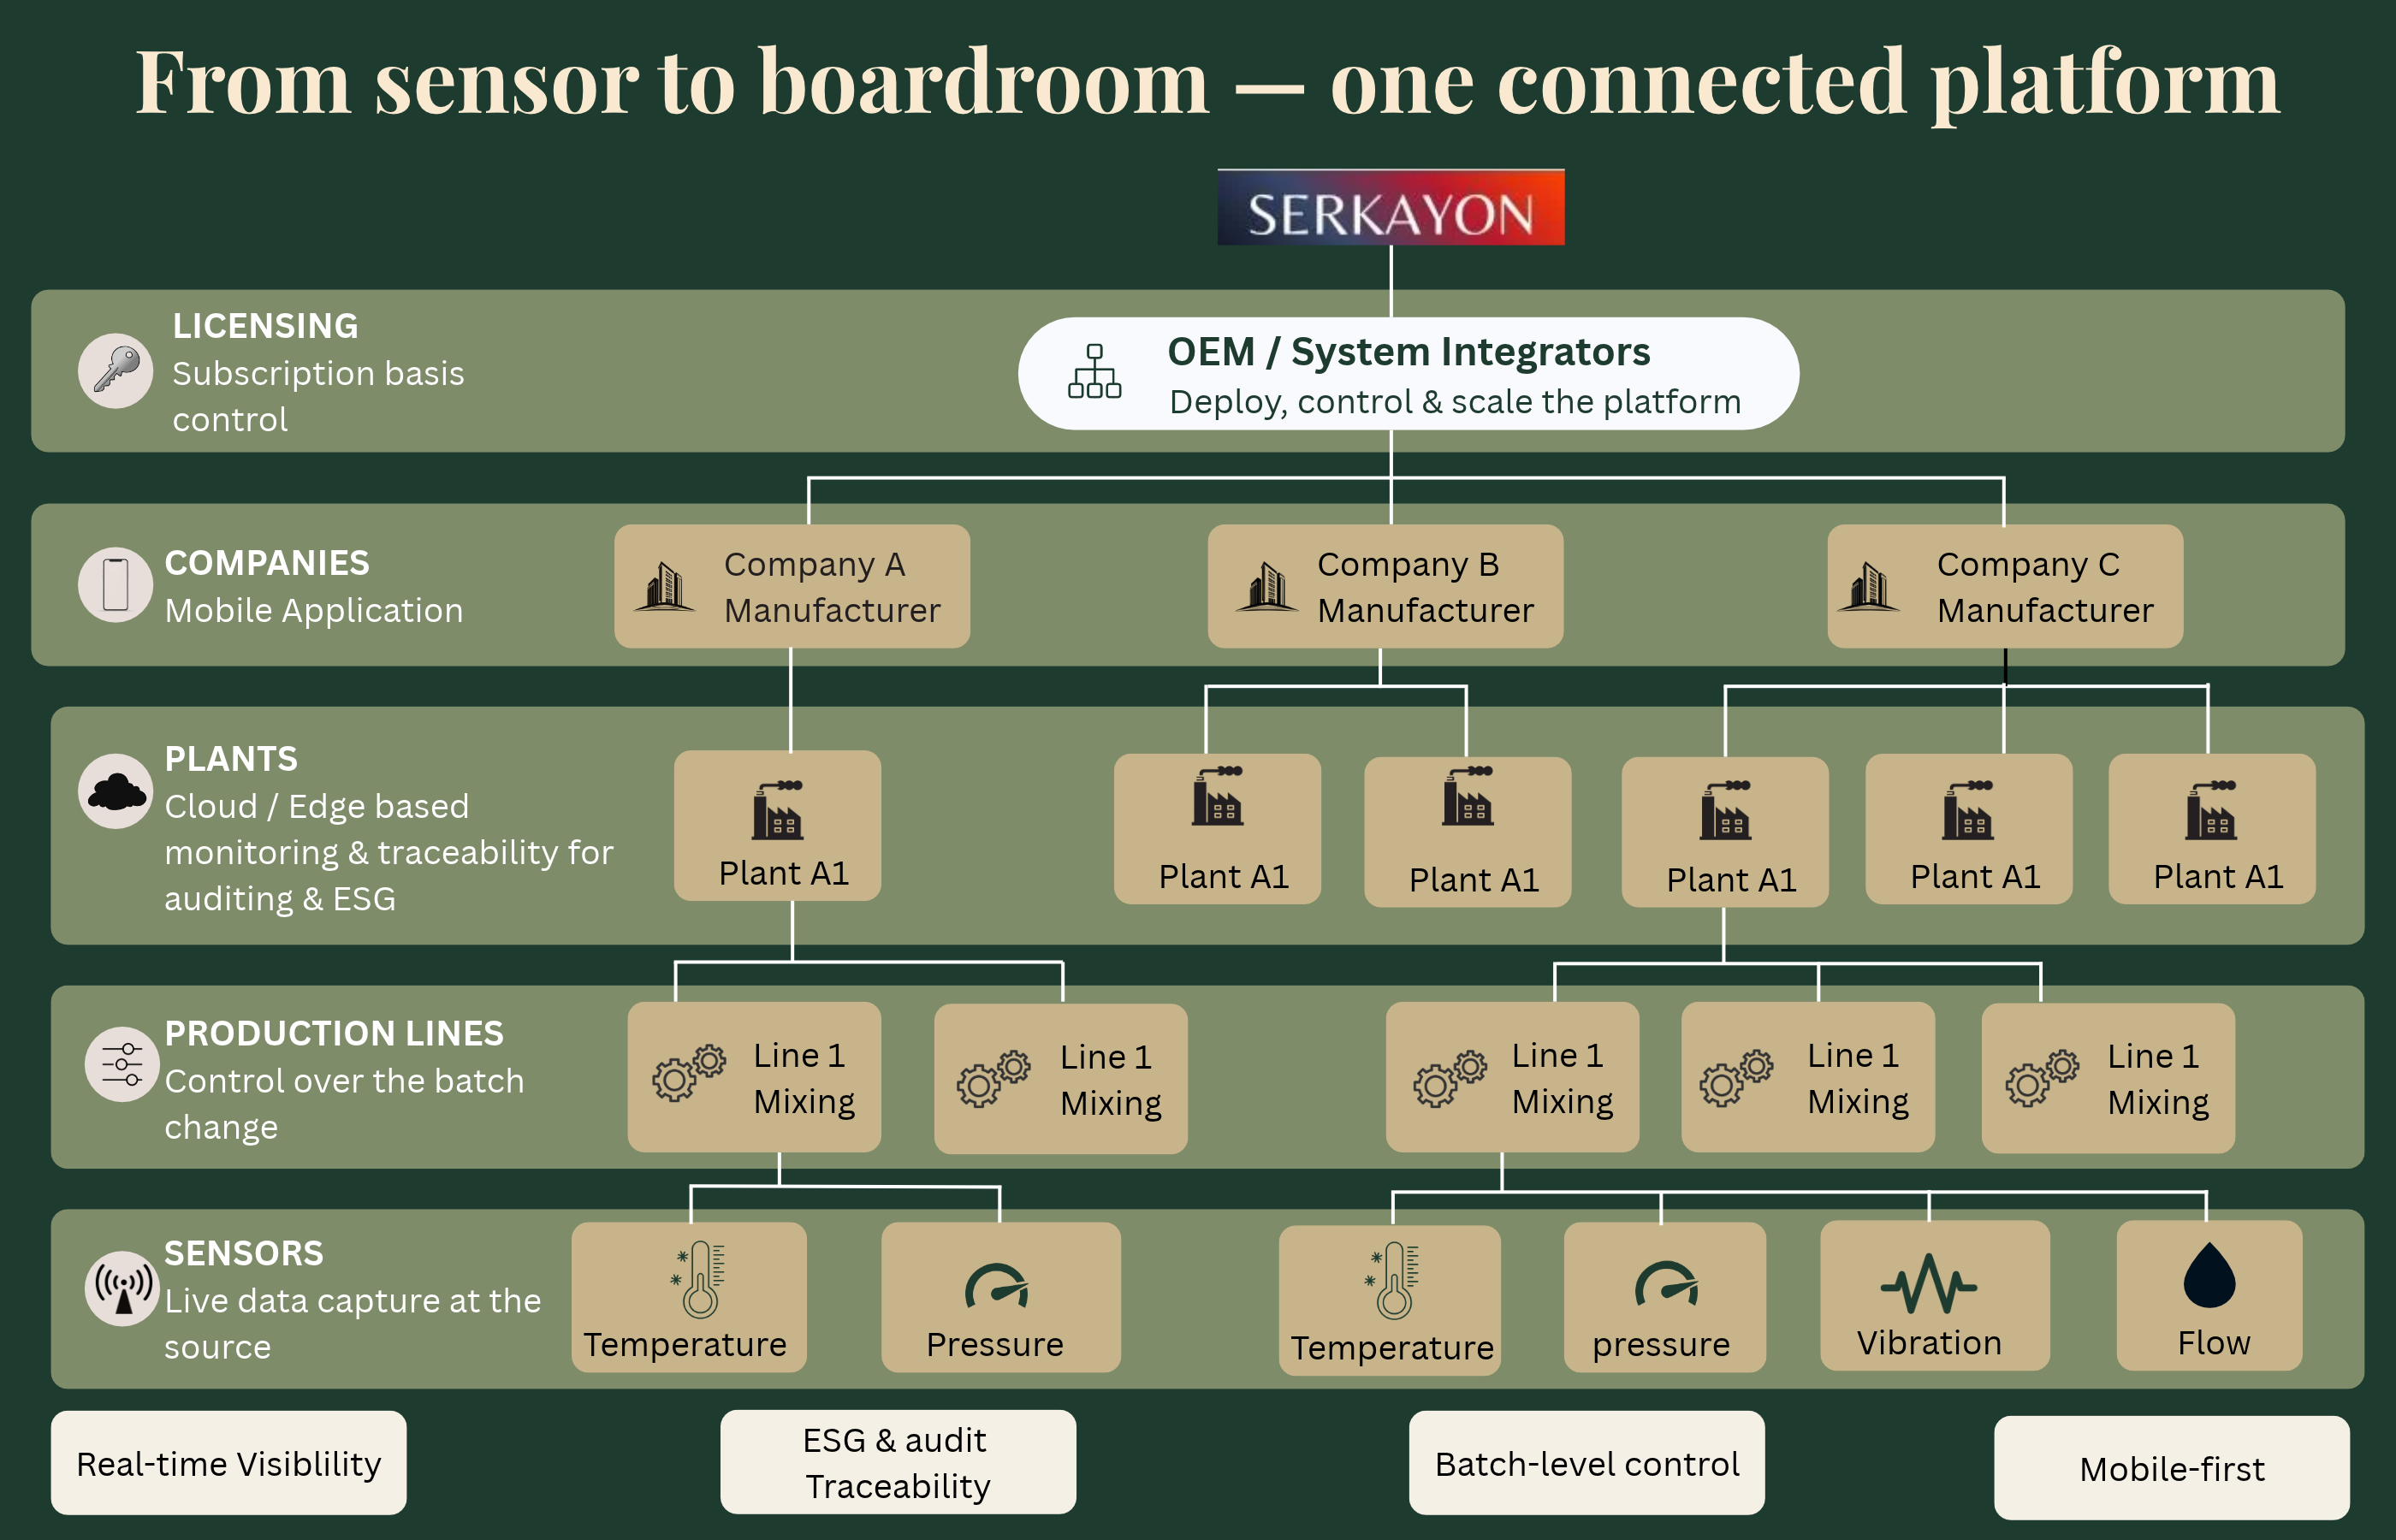 From sensor to boardroom — one connected platform
SERKAYON
LICENSING
Subscription basis
control
OEM / System Integrators
Deploy, control & scale the platform
COMPANIES
Mobile Application
Company A
Manufacturer
Company B
Manufacturer
Company C
Manufacturer
PLANTS
Cloud / Edge based
monitoring & traceability for
auditing & ESG
Plant A1
Plant A1
Plant A1
Plant A1
Plant A1
Plant A1
PRODUCTION LINES
Control over the batch
change
Line 1
Mixing
Line 1
Mixing
Line 1
Mixing
Line 1
Mixing
Line 1
Mixing
SENSORS
Live data capture at the
source
Temperature
Pressure
Temperature
pressure
Vibration
Flow
Real-time Visiblility
ESG & audit
Traceability
Batch-level control
Mobile-first